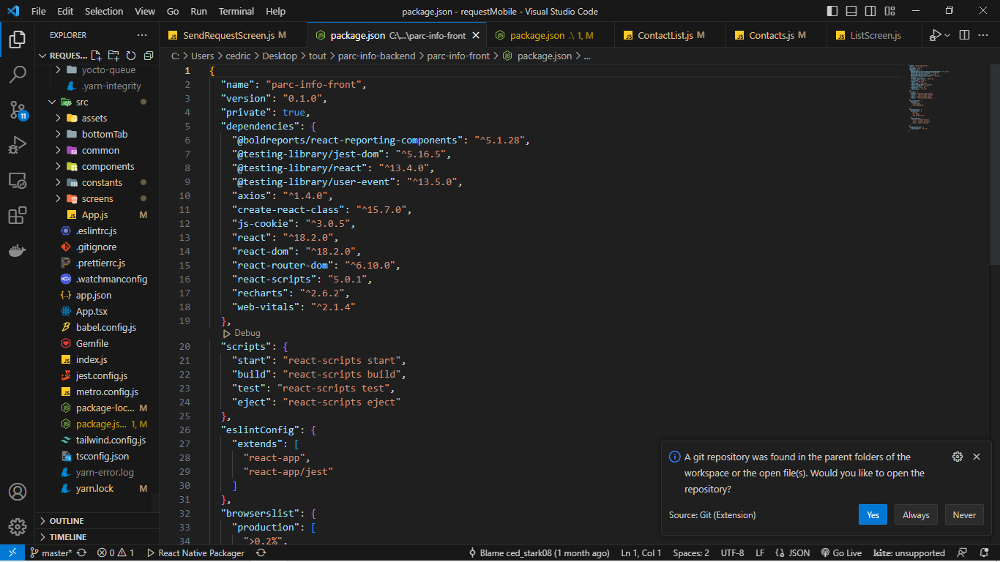 File Edit Selection View Go Run Terminal Help package.json - requestMobile - Visual Studio Code
EXPLORER ···
SendRequestScreen.js M package.json C:\...\parc-info-front package.json .\ 1, M ContactList.js M Contacts.js M ListScreen.js
REQUES...
C: > Users > cedric > Desktop > tout > parc-info-backend > parc-info-front > package.json > ...
yocto-queue
.yarn-integrity
src
assets
bottomTab
common
components
constants
screens
App.js M
.eslintrc.js
.gitignore
.prettierrc.js
.watchmanconfig
app.json
App.tsx
babel.config.js
Gemfile
index.js
jest.config.js
metro.config.js
package-loc... M
package.js... 1, M
tailwind.config.js
tsconfig.json
yarn-error.log
yarn.lock M
OUTLINE
TIMELINE
1 {
2 "name": "parc-info-front",
3 "version": "0.1.0",
4 "private": true,
5 "dependencies": {
6 "@boldreports/react-reporting-components": "^5.1.28",
7 "@testing-library/jest-dom": "^5.16.5",
8 "@testing-library/react": "^13.4.0",
9 "@testing-library/user-event": "^13.5.0",
10 "axios": "^1.4.0",
11 "create-react-class": "^15.7.0",
12 "js-cookie": "^3.0.5",
13 "react": "^18.2.0",
14 "react-dom": "^18.2.0",
15 "react-router-dom": "^6.10.0",
16 "react-scripts": "5.0.1",
17 "recharts": "^2.6.2",
18 "web-vitals": "^2.1.4"
19 },
Debug
20 "scripts": {
21 "start": "react-scripts start",
22 "build": "react-scripts build",
23 "test": "react-scripts test",
24 "eject": "react-scripts eject"
25 },
26 "eslintConfig": {
27 "extends": [
28 "react-app",
29 "react-app/jest"
30 ]
31 },
32 "browserslist": {
33 "production": [
34 ">0.2%",
A git repository was found in the parent folders of the
workspace or the open file(s). Would you like to open the
repository?
Source: Git (Extension) Yes Always Never
11
master* 0 1 React Native Packager Blame ced_stark08 (1 month ago) Ln 1, Col 1 Spaces: 2 UTF-8 LF {} JSON Go Live kite: unsupported